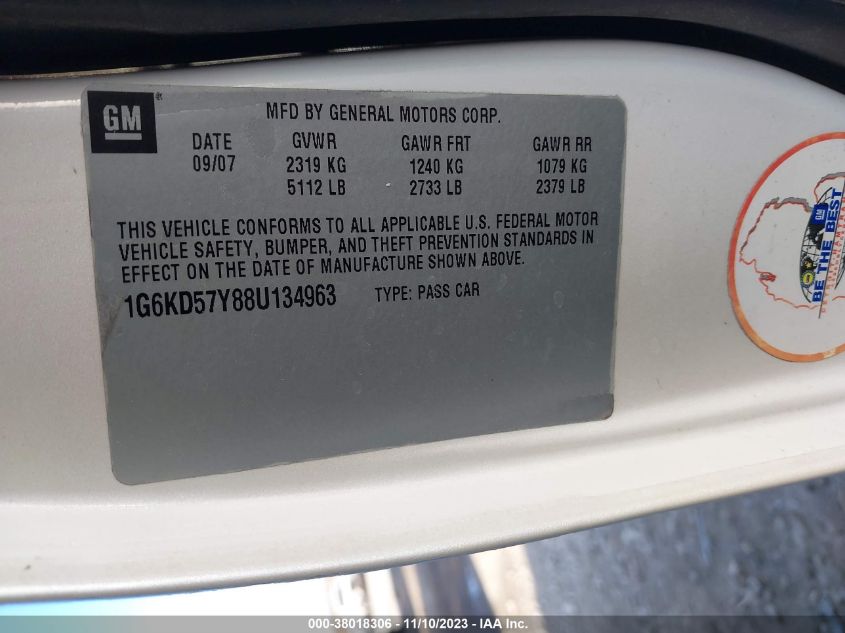 GM
MFD BY GENERAL MOTORS CORP.
DATE GVWR GAWR FRT GAWR RR
09/07 2319 KG 1240 KG 1079 KG
5112 LB 2733 LB 2379 LB
THIS VEHICLE CONFORMS TO ALL APPLICABLE U.S. FEDERAL MOTOR
VEHICLE SAFETY, BUMPER, AND THEFT PREVENTION STANDARDS IN
EFFECT ON THE DATE OF MANUFACTURE SHOWN ABOVE.
1G6KD57Y88U134963 TYPE: PASS CAR
GM
BE THE BEST
000-38018306 - 11/10/2023 - IAA Inc.